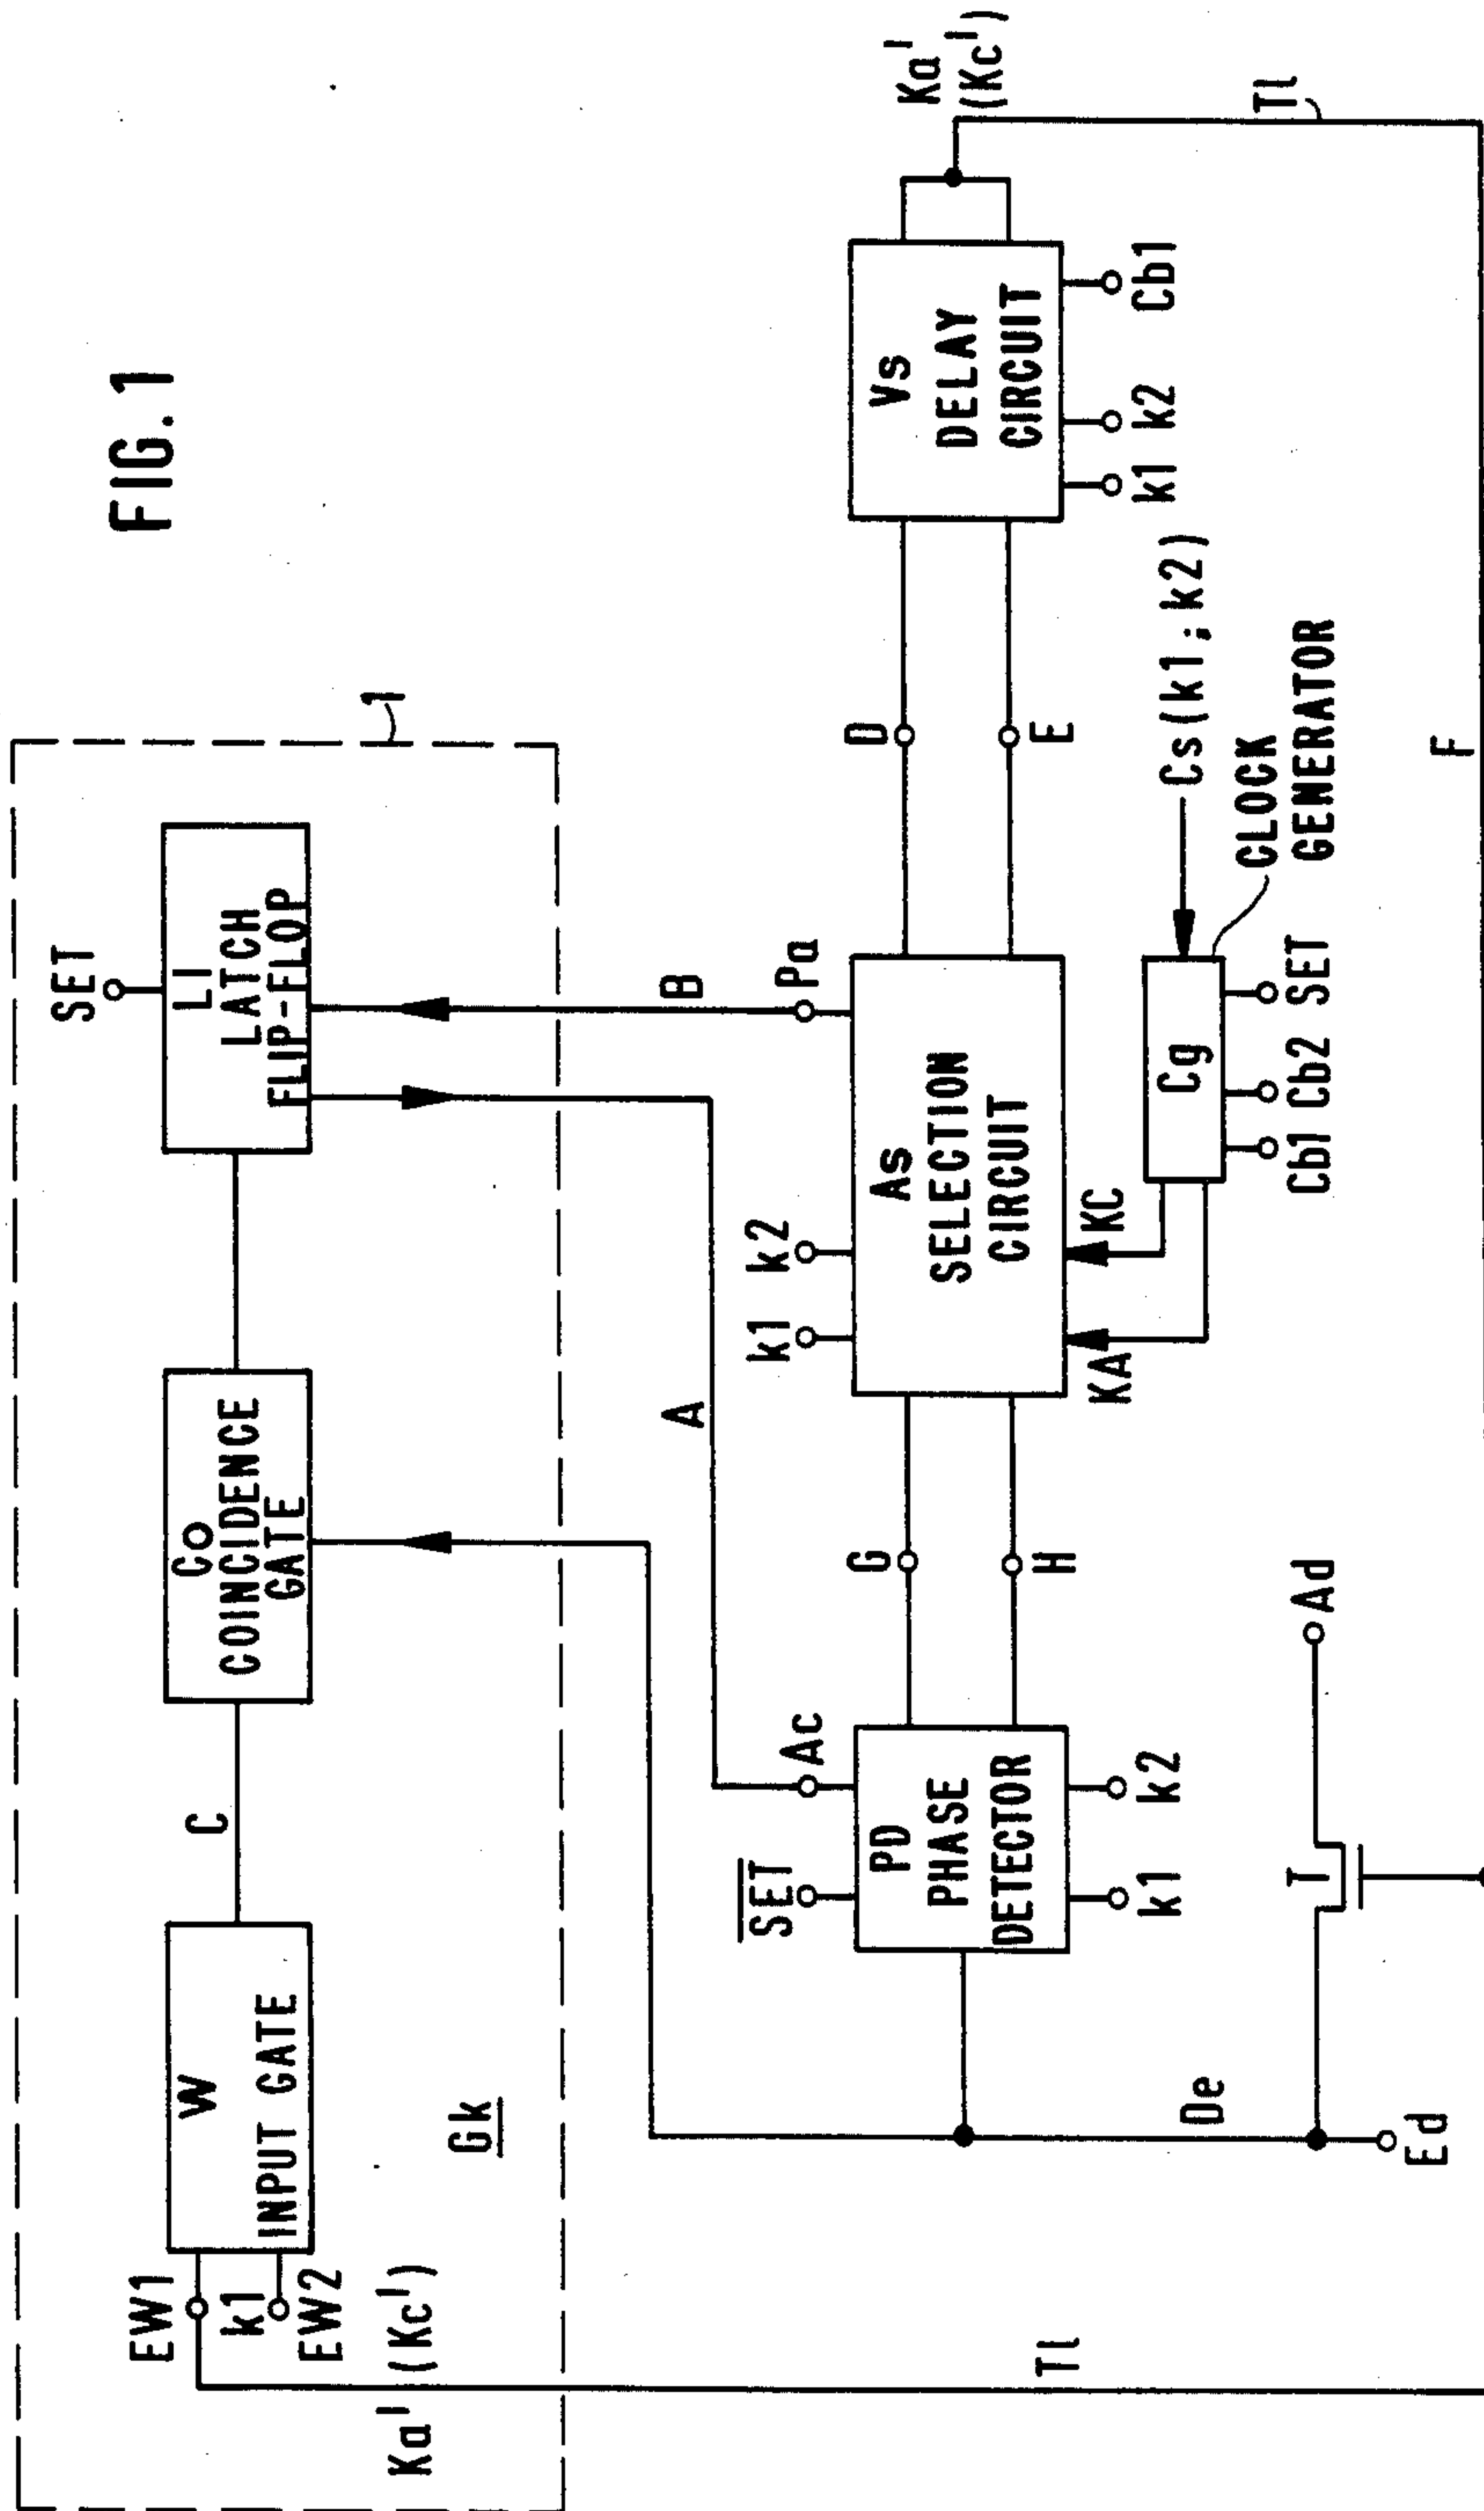 FIG.1
1
SET
LI
LATCH
FLIP-FLOP
Co
COINCIDENCE
GATE
C
W
INPUT GATE
EW1
k1
EW2
Ka' (Kc')
Gk
A
B
Pa
k1 k2
Ac
SET
PD
PHASE
DETECTOR
k1 k2
G
H
As
SELECTION
CIRCUIT
KA KC
D
E
Vs
DELAY
CIRCUIT
k1 k2 Cb1
Ka'
(Kc')
Cs(k1;k2)
Cg
CLOCK
GENERATOR
Cb1 Cb2 SET
De
Ed
T
Ad
Tl
F
Tl